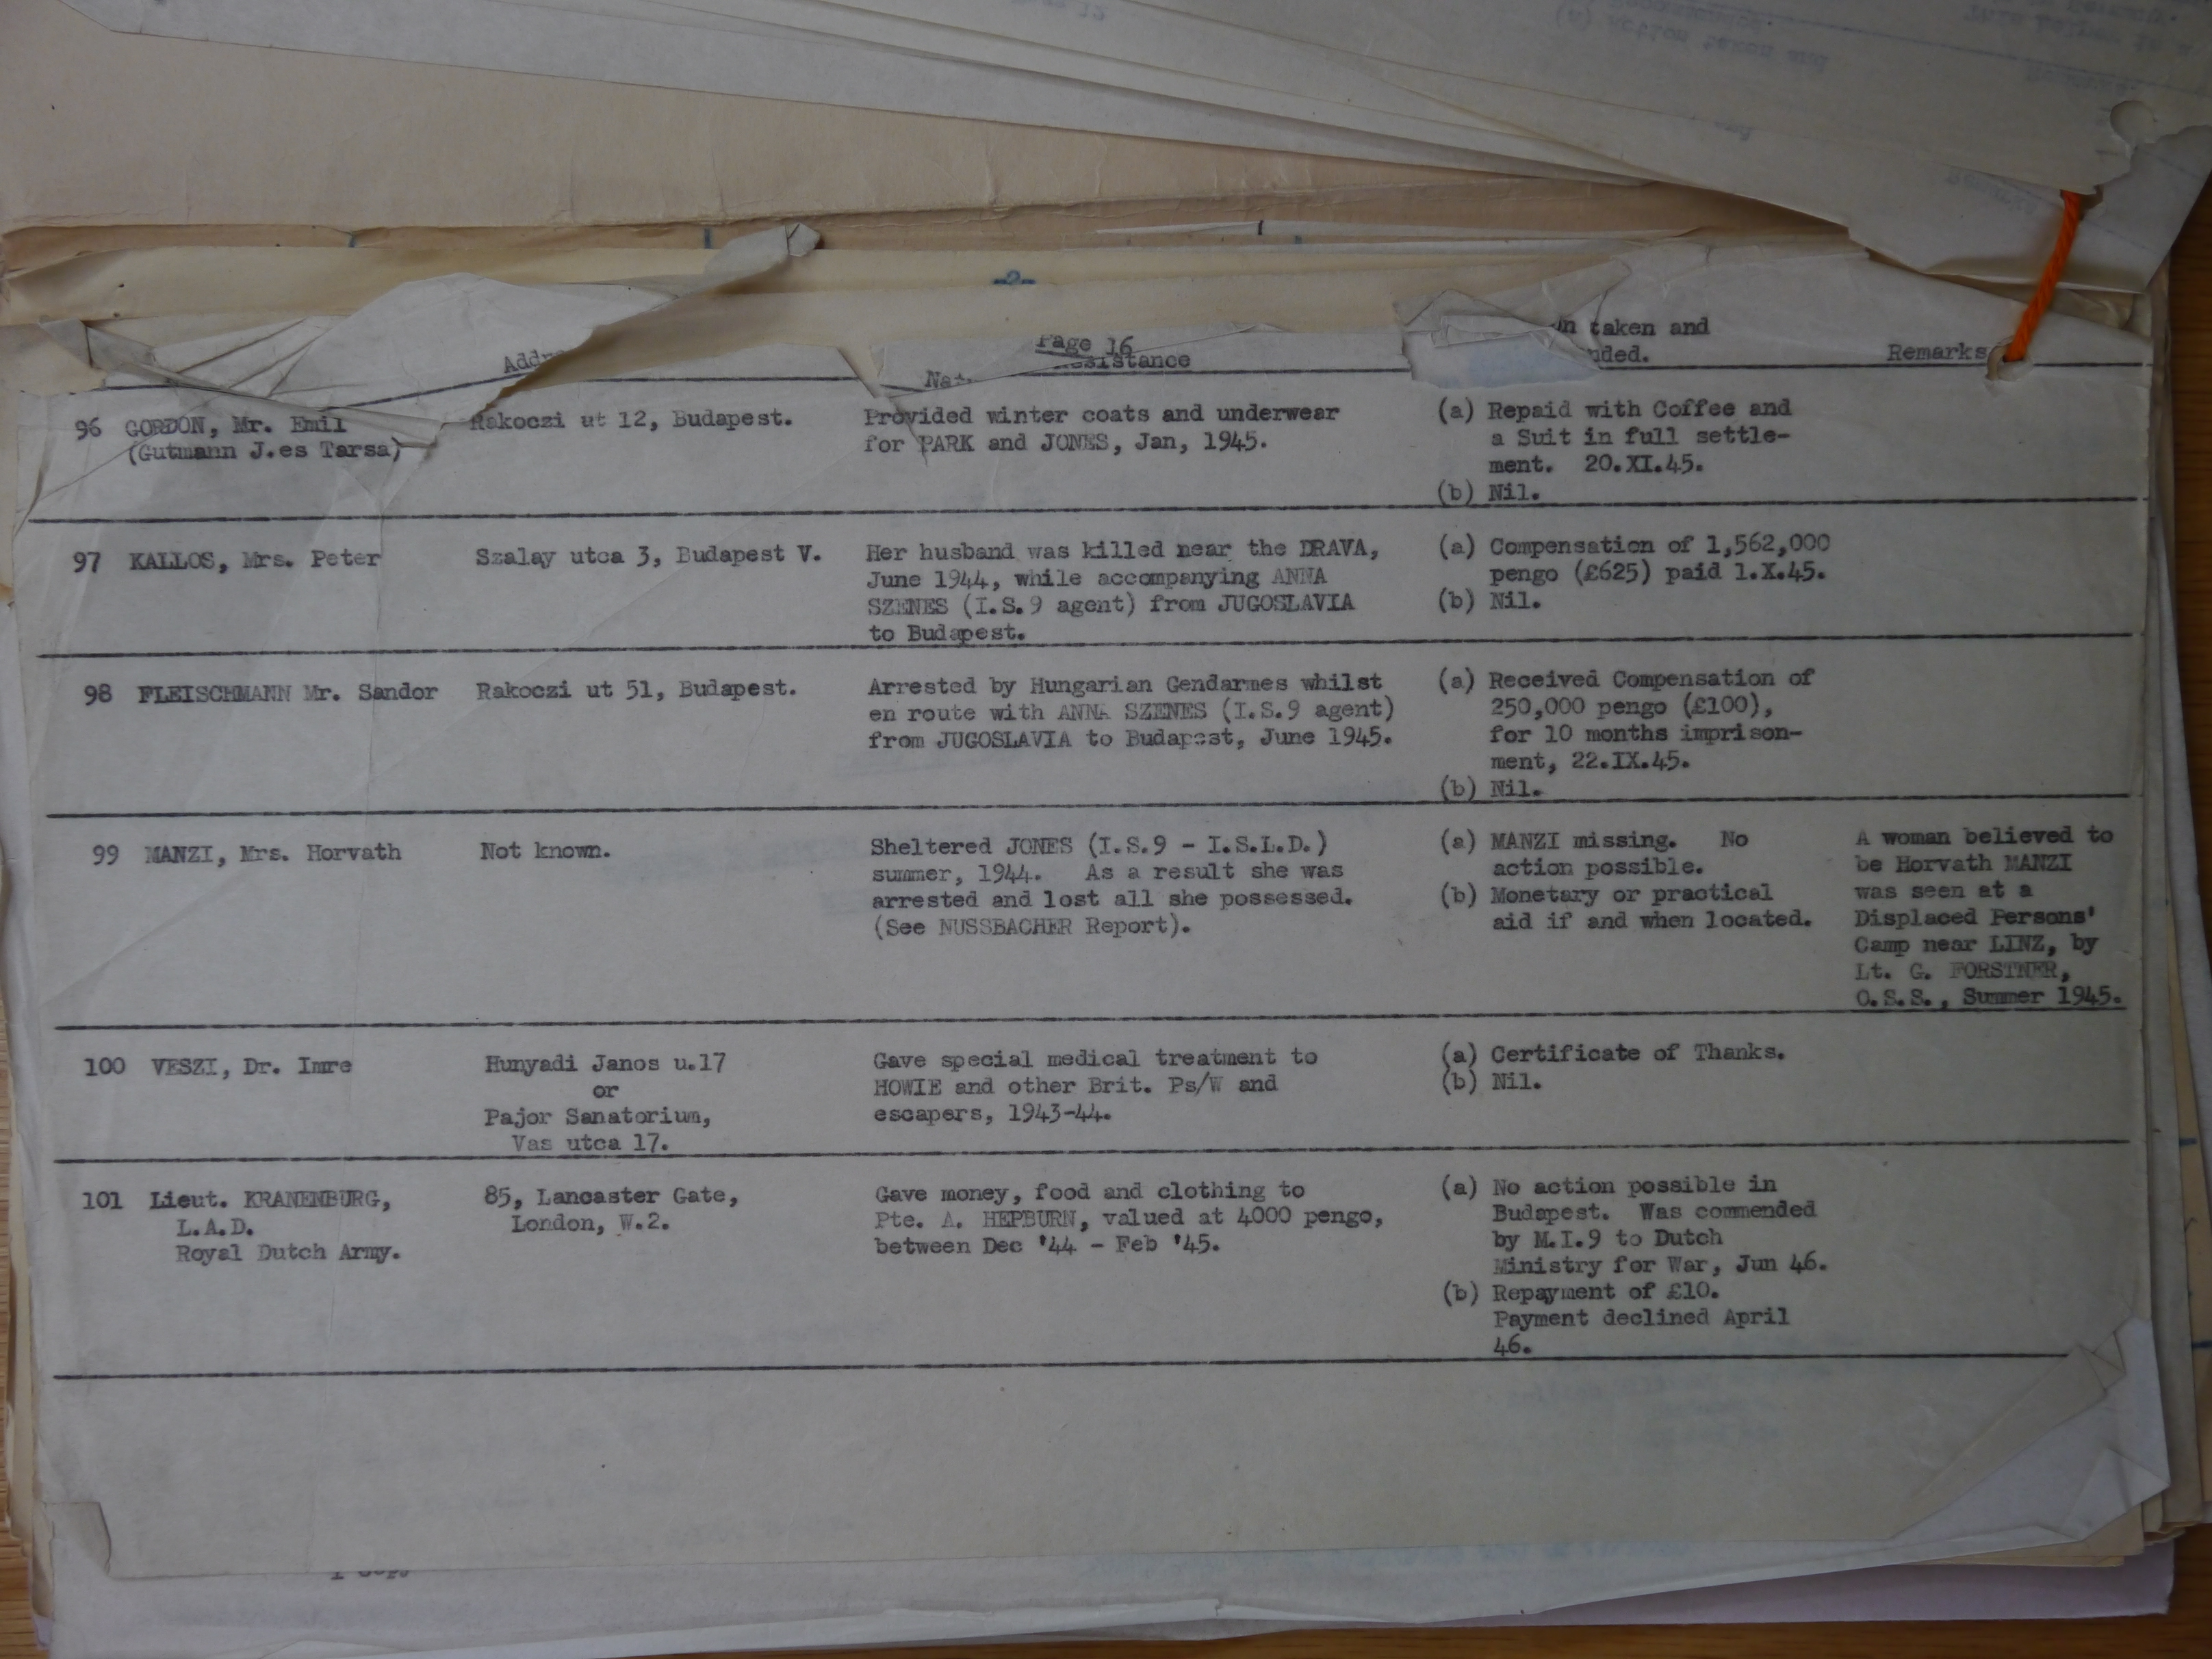 Page 16
Addre
Nat ssistance
n taken and
nded.
Remarks
96 GORDON, Mr. Emil
(Gutmann J.es Tarsa)
Rakoczi ut 12, Budapest.
Provided winter coats and underwear
for PARK and JONES, Jan, 1945.
(a) Repaid with Coffee and
a Suit in full settle-
ment. 20.XI.45.
(b) Nil.
97 KALLOS, Mrs. Peter
Szalay utca 3, Budapest V.
Her husband was killed near the DRAVA,
June 1944, while accompanying ANNA
SZENES (I.S.9 agent) from JUGOSLAVIA
to Budapest.
(a) Compensation of 1,562,000
pengo (£625) paid 1.X.45.
(b) Nil.
98 FLEISCHMANN Mr. Sandor
Rakoczi ut 51, Budapest.
Arrested by Hungarian Gendarmes whilst
en route with ANNA SZENES (I.S.9 agent)
from JUGOSLAVIA to Budapest, June 1945.
(a) Received Compensation of
250,000 pengo (£100),
for 10 months imprison-
ment, 22.IX.45.
(b) Nil.
99 MANZI, Mrs. Horvath
Not known.
Sheltered JONES (I.S.9 - I.S.L.D.)
summer, 1944. As a result she was
arrested and lost all she possessed.
(See NUSSBACHER Report).
(a) MANZI missing. No
action possible.
(b) Monetary or practical
aid if and when located.
A woman believed to
be Horvath MANZI
was seen at a
Displaced Persons'
Camp near LINZ, by
Lt. G. FORSTNER,
O.S.S., Summer 1945.
100 VESZI, Dr. Imre
Hunyadi Janos u.17
or
Pajor Sanatorium,
Vas utca 17.
Gave special medical treatment to
HOWIE and other Brit. Ps/W and
escapers, 1943-44.
(a) Certificate of Thanks.
(b) Nil.
101 Lieut. KRANENBURG,
L.A.D.
Royal Dutch Army.
85, Lancaster Gate,
London, W.2.
Gave money, food and clothing to
Pte. A. HEPBURN, valued at 4000 pengo,
between Dec '44 - Feb '45.
(a) No action possible in
Budapest. Was commended
by M.I.9 to Dutch
Ministry for War, Jun 46.
(b) Repayment of £10.
Payment declined April
46.